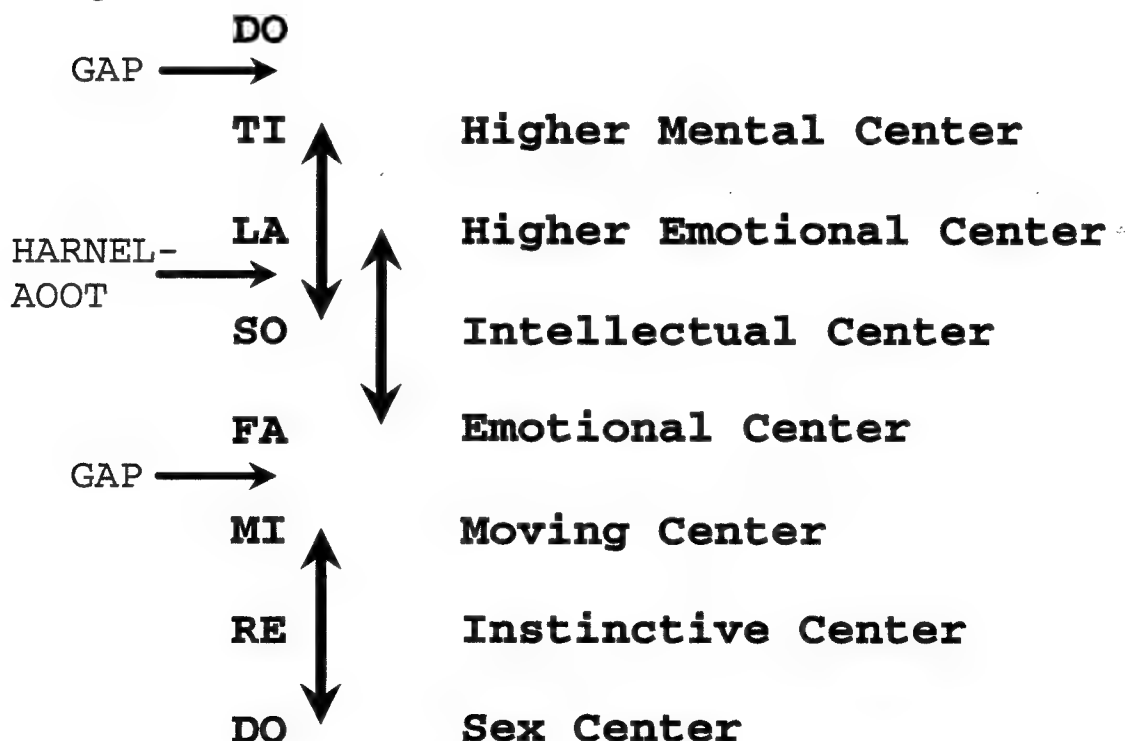 DO
GAP
TI Higher Mental Center
LA Higher Emotional Center
HARNEL-
AOOT
SO Intellectual Center
FA Emotional Center
GAP
MI Moving Center
RE Instinctive Center
DO Sex Center